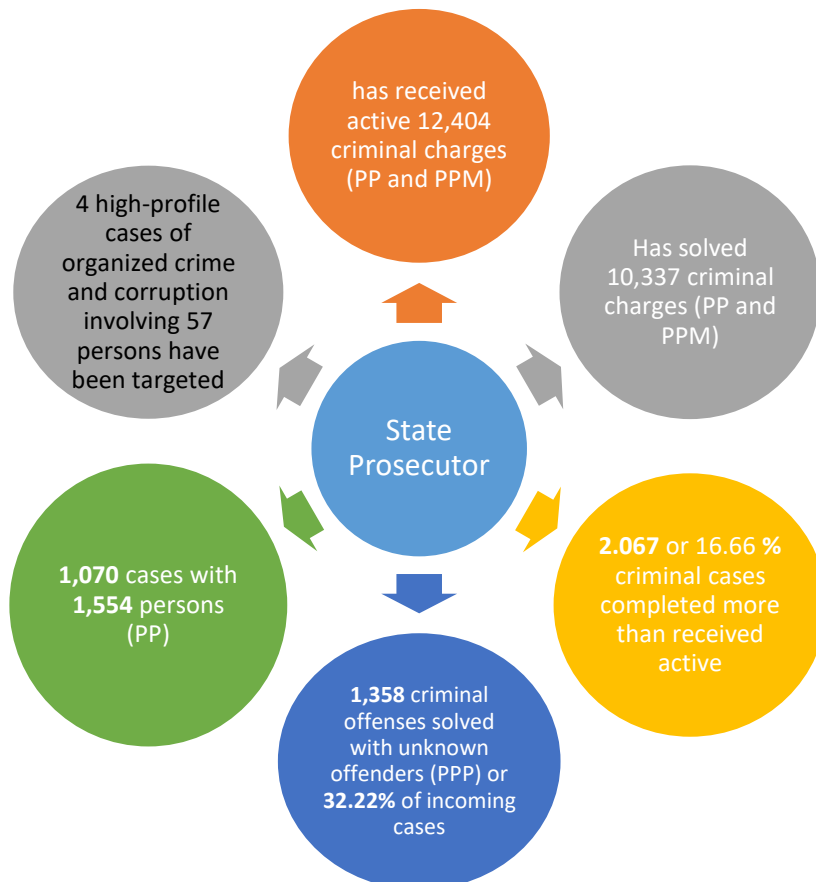 has received
active 12,404
criminal charges
(PP and PPM)
4 high-profile
cases of
organized crime
and corruption
involving 57
persons have
been targeted
Has solved
10,337 criminal
charges (PP and
PPM)
State
Prosecutor
1,070 cases with
1,554 persons
(PP)
2.067 or 16.66 %
criminal cases
completed more
than received
active
1,358 criminal
offenses solved
with unknown
offenders (PPP) or
32.22% of incoming
cases